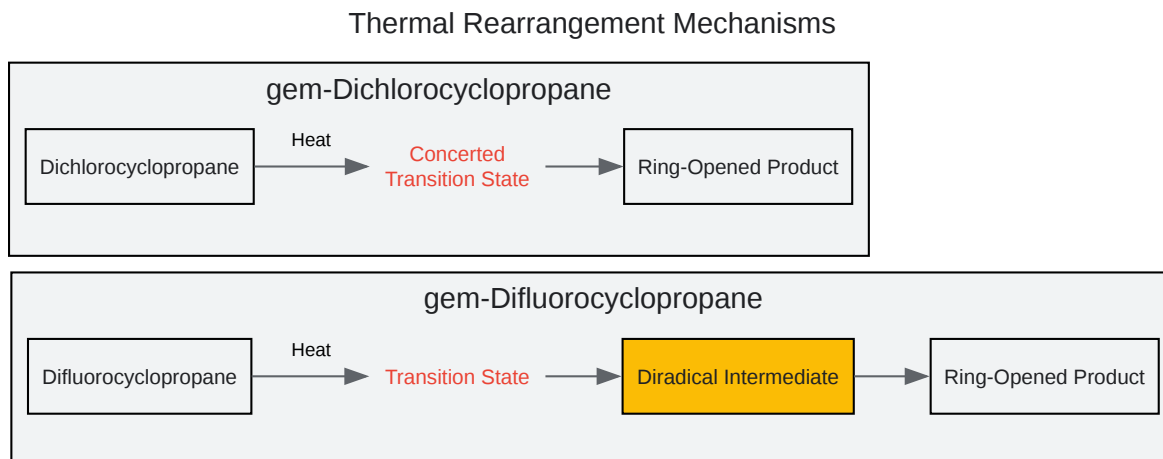 Thermal Rearrangement Mechanisms
gem-Dichlorocyclopropane
Heat
Dichlorocyclopropane
Concerted
Transition State
Ring-Opened Product
gem-Difluorocyclopropane
Heat
Difluorocyclopropane
Transition State
Diradical Intermediate
Ring-Opened Product